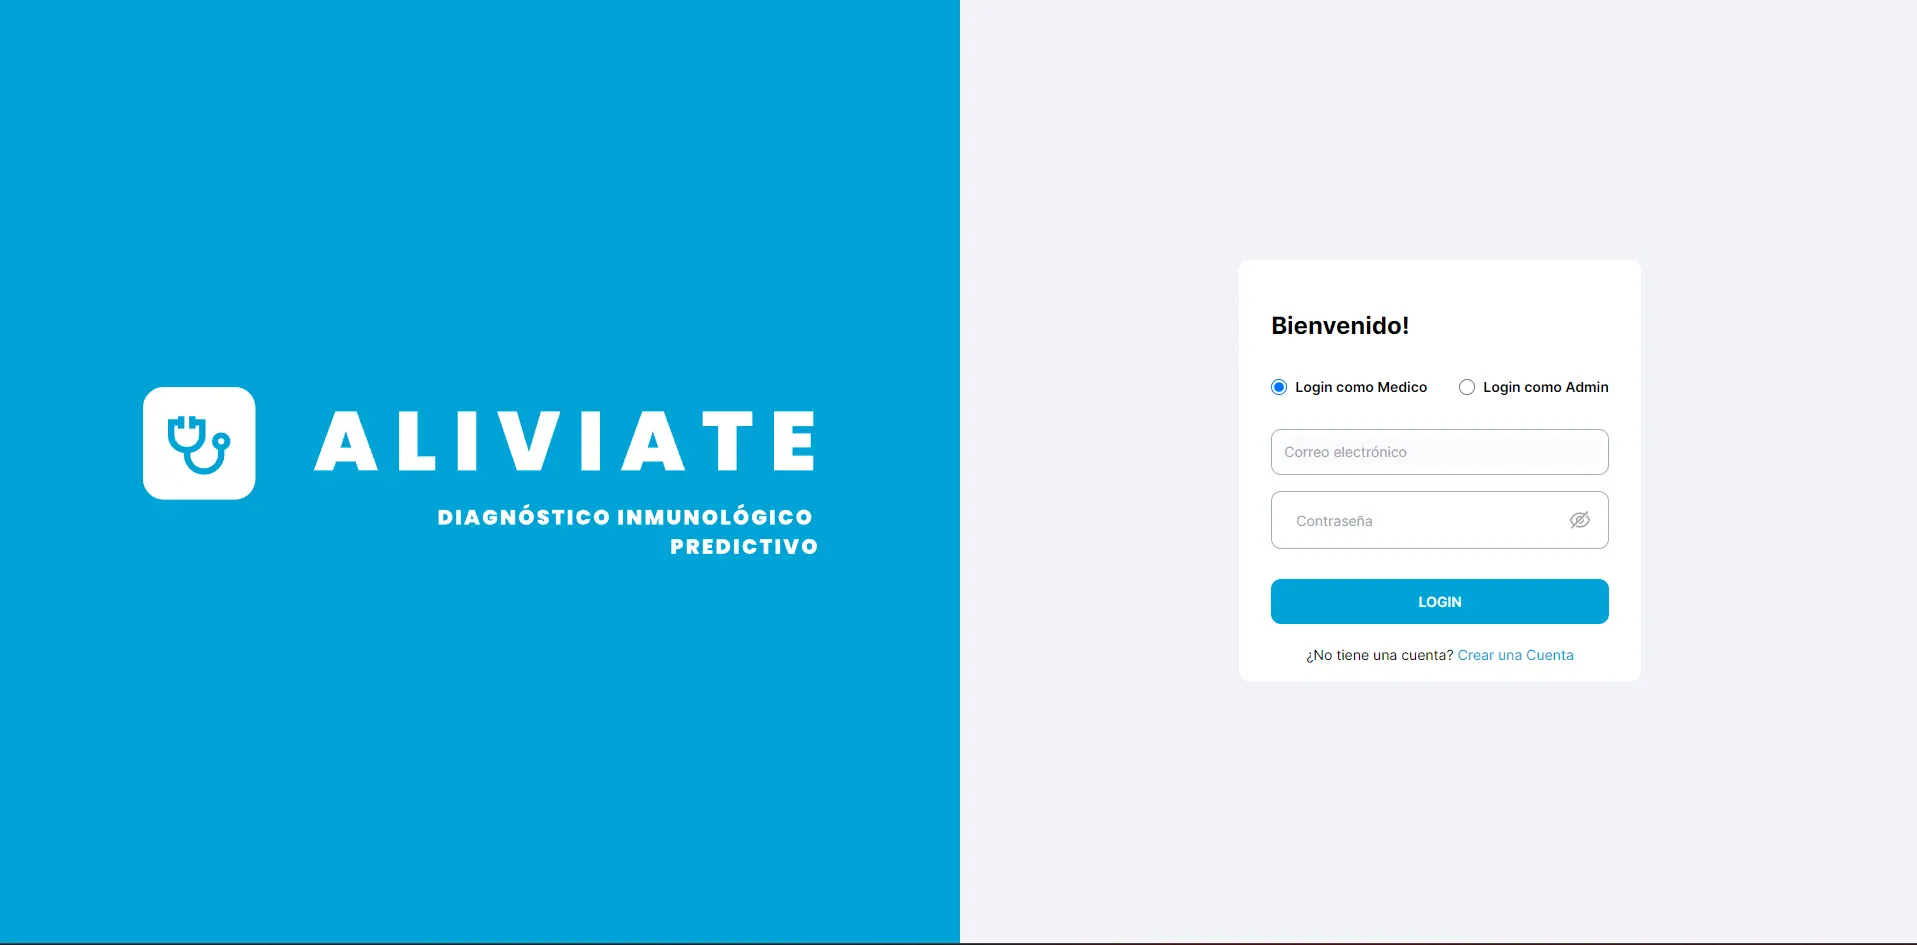 ALIVIATE
DIAGNÓSTICO INMUNOLÓGICO
PREDICTIVO
Bienvenido!
Login como Medico Login como Admin
Correo electrónico
Contraseña
LOGIN
¿No tiene una cuenta? Crear una Cuenta